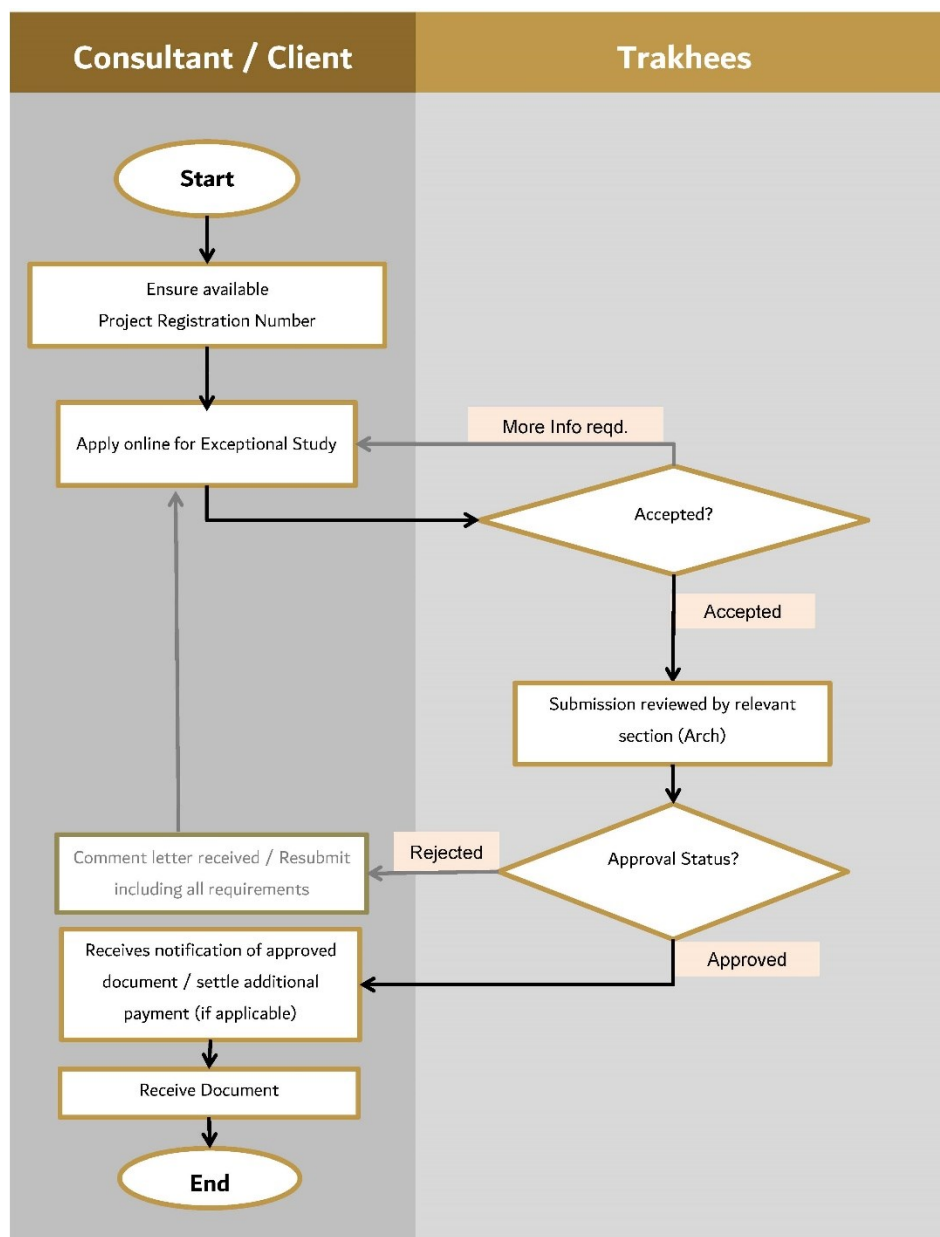 Consultant / Client
Trakhees
Start
Ensure available
Project Registration Number
More Info reqd.
Apply online for Exceptional Study
Accepted?
Accepted
Submission reviewed by relevant
section (Arch)
Approval Status?
Rejected
Comment letter received / Resubmit
including all requirements
Approved
Receives notification of approved
document / settle additional
payment (if applicable)
Receive Document
End